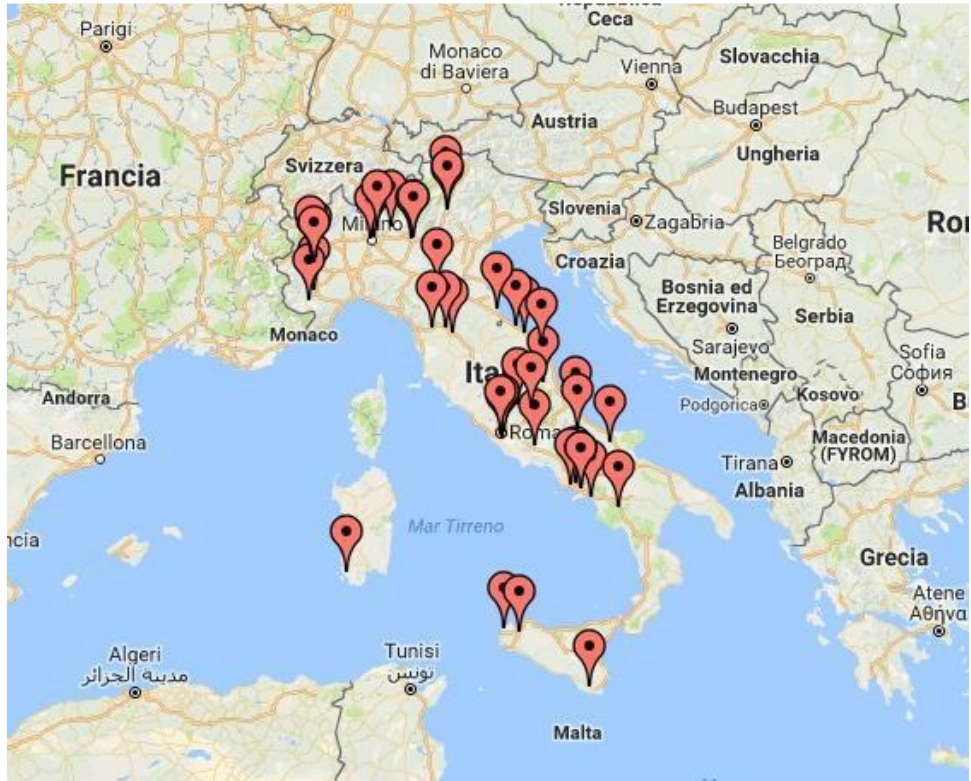 Ceca
Parigi
Monaco
di Baviera
Slovacchia
Vienna
Budapest
Austria
Ungheria
Svizzera
Francia
Slovenia
Zagabria
Croazia
Belgrado
Београд
Bosnia ed
Erzegovina
Serbia
Monaco
Sarajevo
Sofia
София
Montenegro
Kosovo
Andorra
Podgorica
Ita
Barcellona
Roma
Macedonia
(FYROM)
Tirana
Albania
Mar Tirreno
ncia
Grecia
Atene
Αθήνα
Algeri
مدينة الجزائر
Tunisi
تونس
Malta